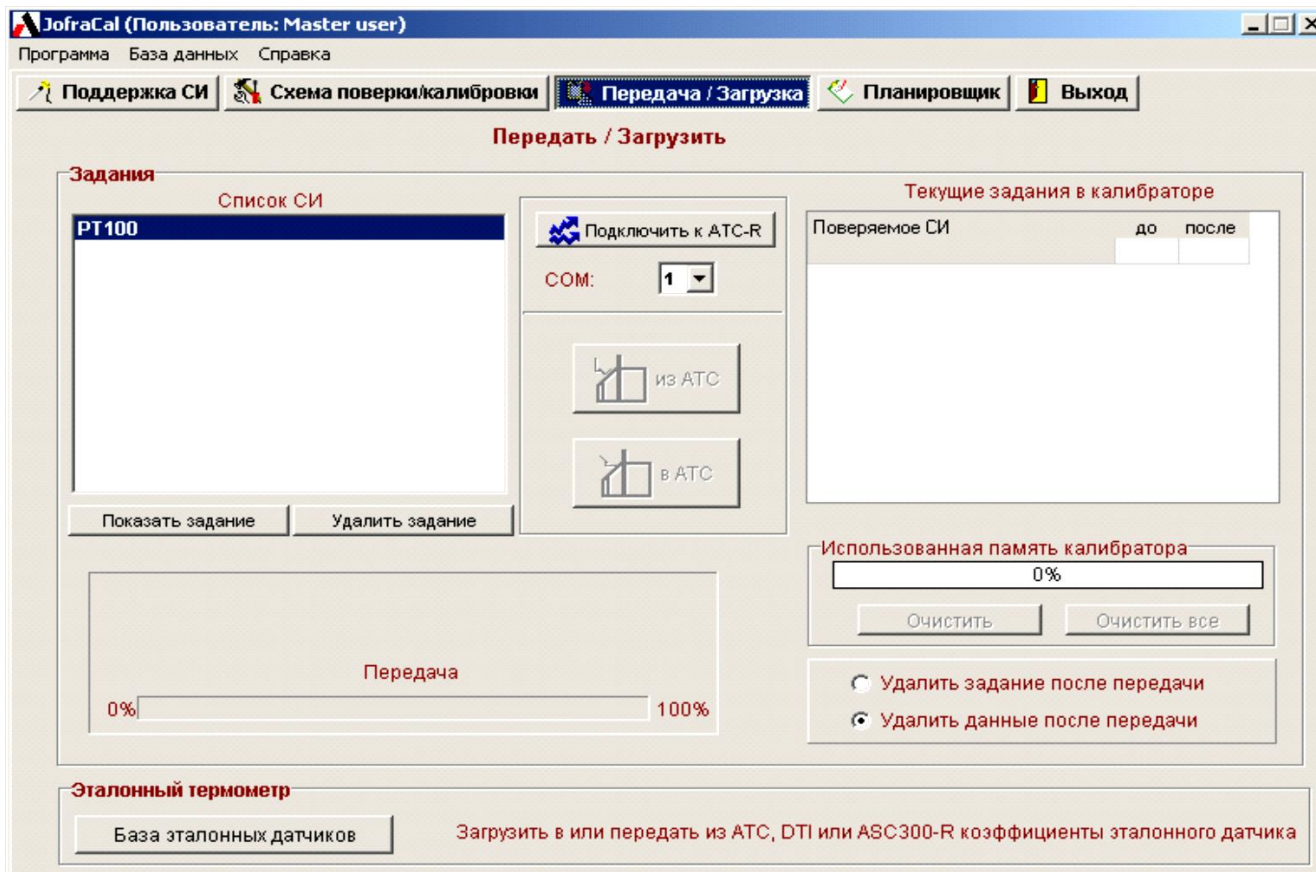 JofraCal (Пользователь: Master user)
Программа База данных Справка
Поддержка СИ Схема поверки/калибровки Передача / Загрузка Планировщик Выход
Передать / Загрузить
Задания
Список СИ
PT100
Показать задание Удалить задание
Подключить к ATC-R
COM: 1
из ATC
в ATC
Текущие задания в калибраторе
Поверяемое СИ до после
Использованная память калибратора
0%
Очистить Очистить все
Передача
0% 100%
Удалить задание после передачи
Удалить данные после передачи
Эталонный термометр
База эталонных датчиков Загрузить в или передать из ATC, DTI или ASC300-R коэффициенты эталонного датчика